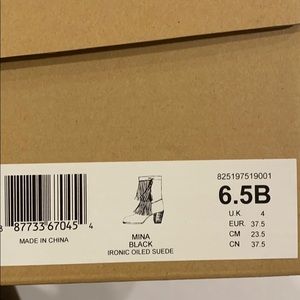 825197519001
6.5B
U.K. 4
EUR. 37.5
CM 23.5
CN 37.5
8 87733 67045 4
MADE IN CHINA
MINA
BLACK
IRONIC OILED SUEDE